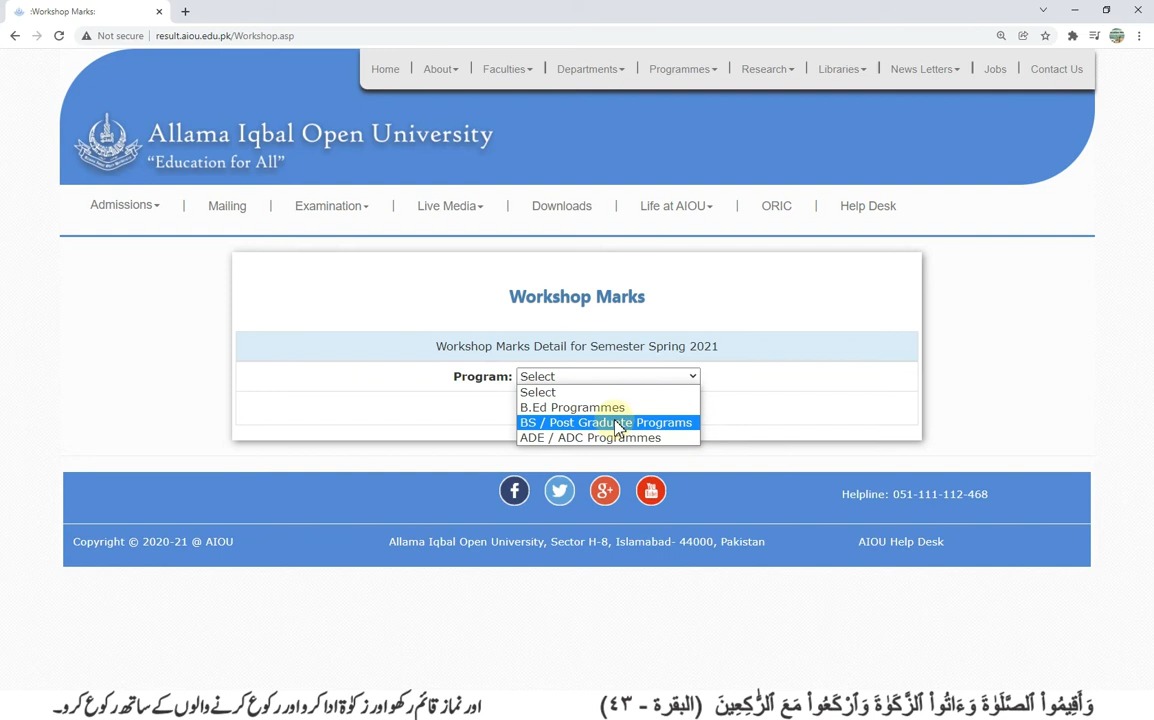 :Workshop Marks:
Not secure | result.aiou.edu.pk/Workshop.asp
Home | About | Faculties | Departments | Programmes | Research | Libraries | News Letters | Jobs | Contact Us
Allama Iqbal Open University
“Education for All”
Admissions | Mailing | Examination | Live Media | Downloads | Life at AIOU | ORIC | Help Desk
Workshop Marks
Workshop Marks Detail for Semester Spring 2021
Program: Select
Select
B.Ed Programmes
BS / Post Graduate Programs
ADE / ADC Programmes
Helpline: 051-111-112-468
Copyright © 2020-21 @ AIOU Allama Iqbal Open University, Sector H-8, Islamabad- 44000, Pakistan AIOU Help Desk
وَأَقِيمُواْ ٱلصَّلَوٰةَ وَءَاتُواْ ٱلزَّكَوٰةَ وَٱرْكَعُواْ مَعَ ٱلرَّٰكِعِينَ (البقرة - ٤٣) اور نماز قائم رکھو اور زکوٰۃ ادا کرو اور رکوع کرنے والوں کے ساتھ رکوع کرو۔